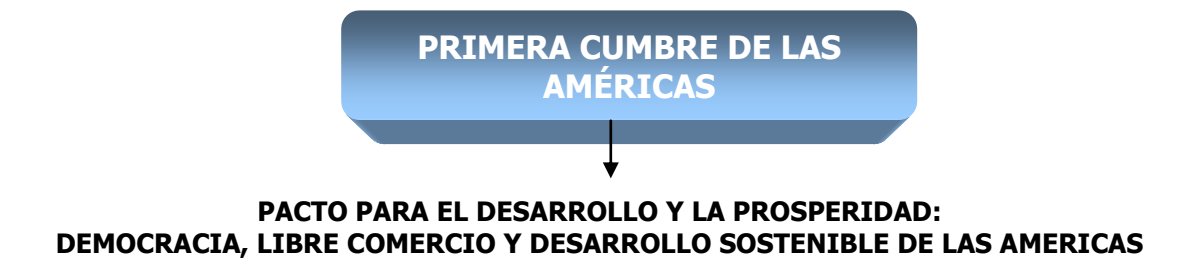 PRIMERA CUMBRE DE LAS
AMÉRICAS
PACTO PARA EL DESARROLLO Y LA PROSPERIDAD:
DEMOCRACIA, LIBRE COMERCIO Y DESARROLLO SOSTENIBLE DE LAS AMERICAS